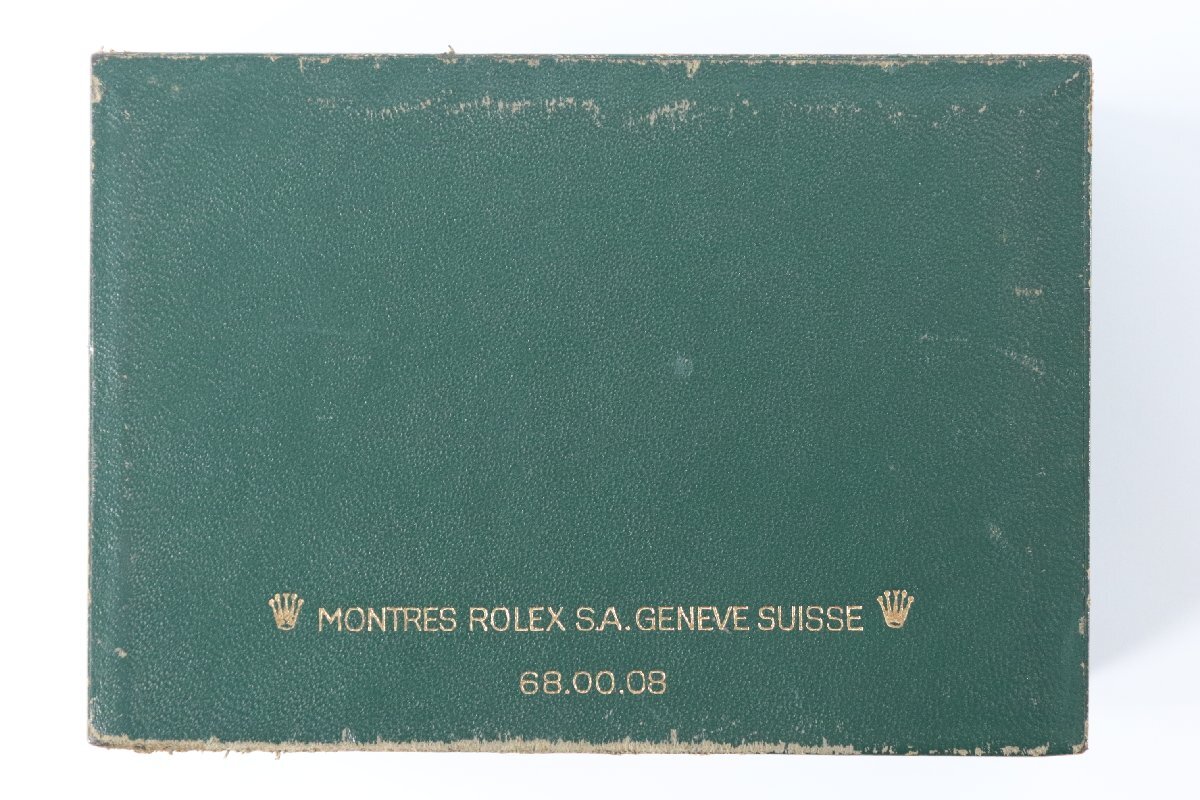 MONTRES ROLEX S.A. GENEVE SUISSE
68.00.08